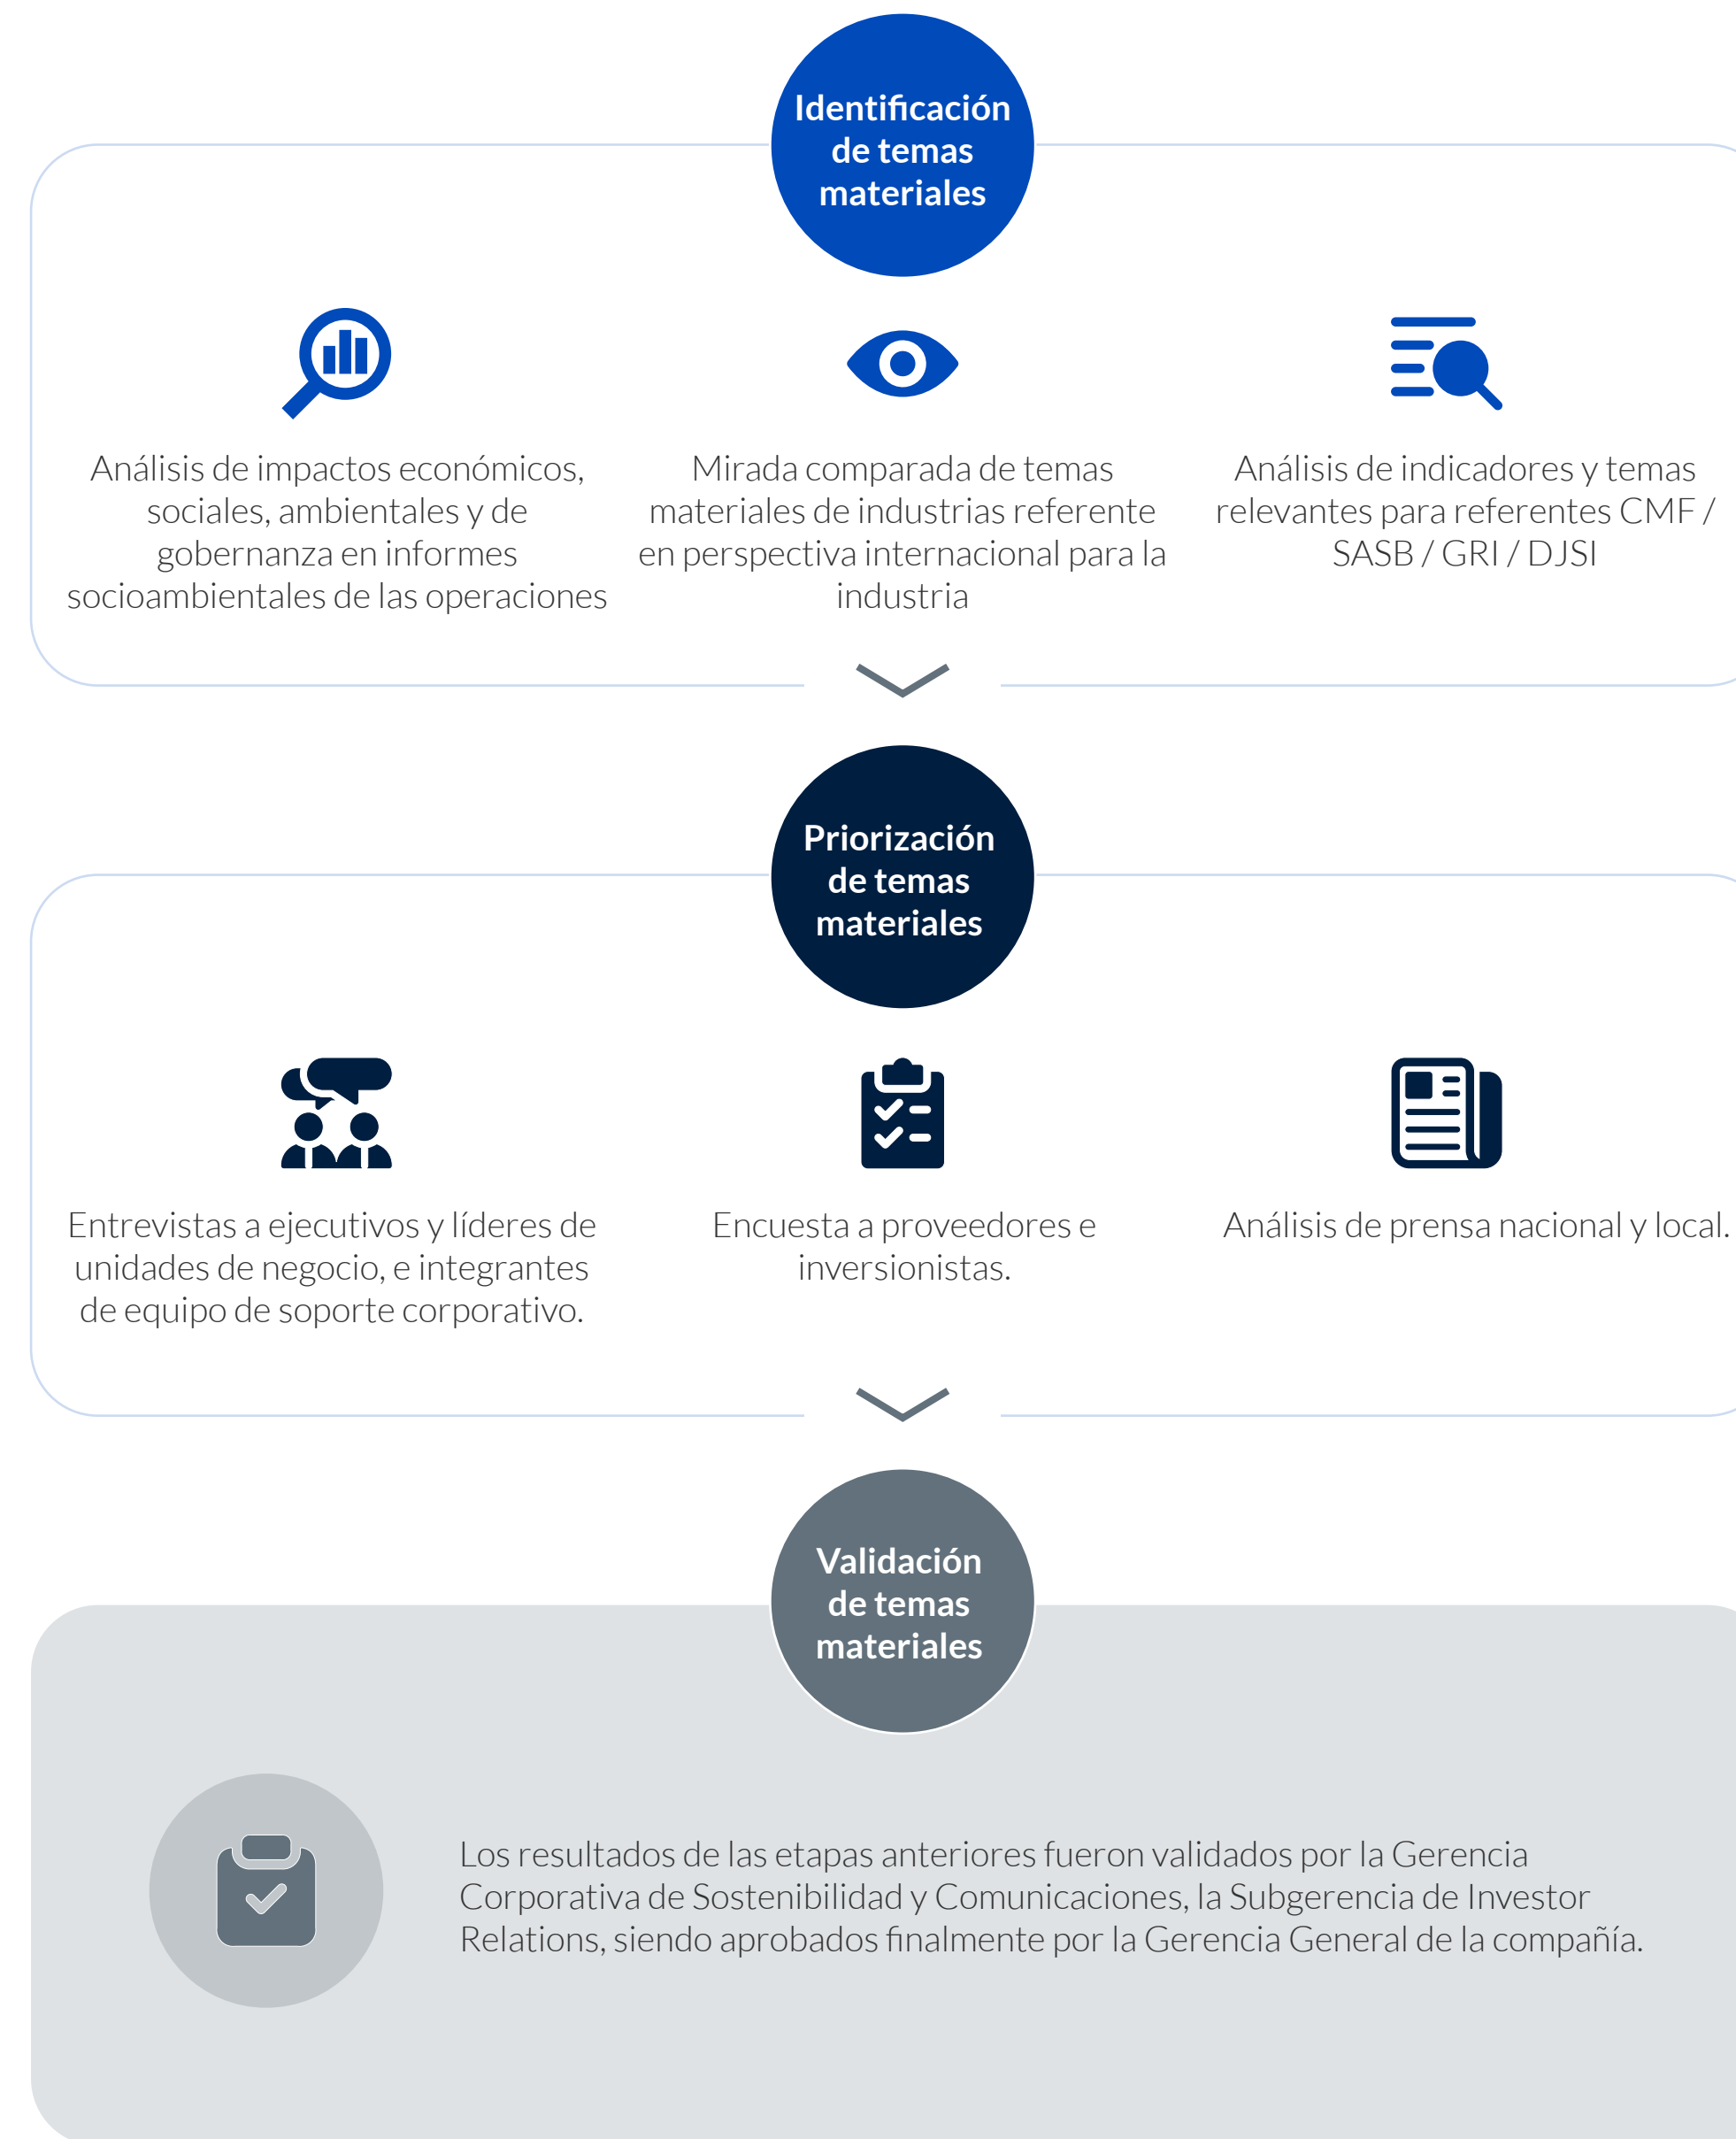 Identificación
de temas
materiales
Análisis de impactos económicos,
sociales, ambientales y de
gobernanza en informes
socioambientales de las operaciones
Mirada comparada de temas
materiales de industrias referente
en perspectiva internacional para la
industria
Análisis de indicadores y temas
relevantes para referentes CMF /
SASB / GRI / DJSI
Priorización
de temas
materiales
Entrevistas a ejecutivos y líderes de
unidades de negocio, e integrantes
de equipo de soporte corporativo.
Encuesta a proveedores e
inversionistas.
Análisis de prensa nacional y local.
Validación
de temas
materiales
Los resultados de las etapas anteriores fueron validados por la Gerencia
Corporativa de Sostenibilidad y Comunicaciones, la Subgerencia de Investor
Relations, siendo aprobados finalmente por la Gerencia General de la compañía.